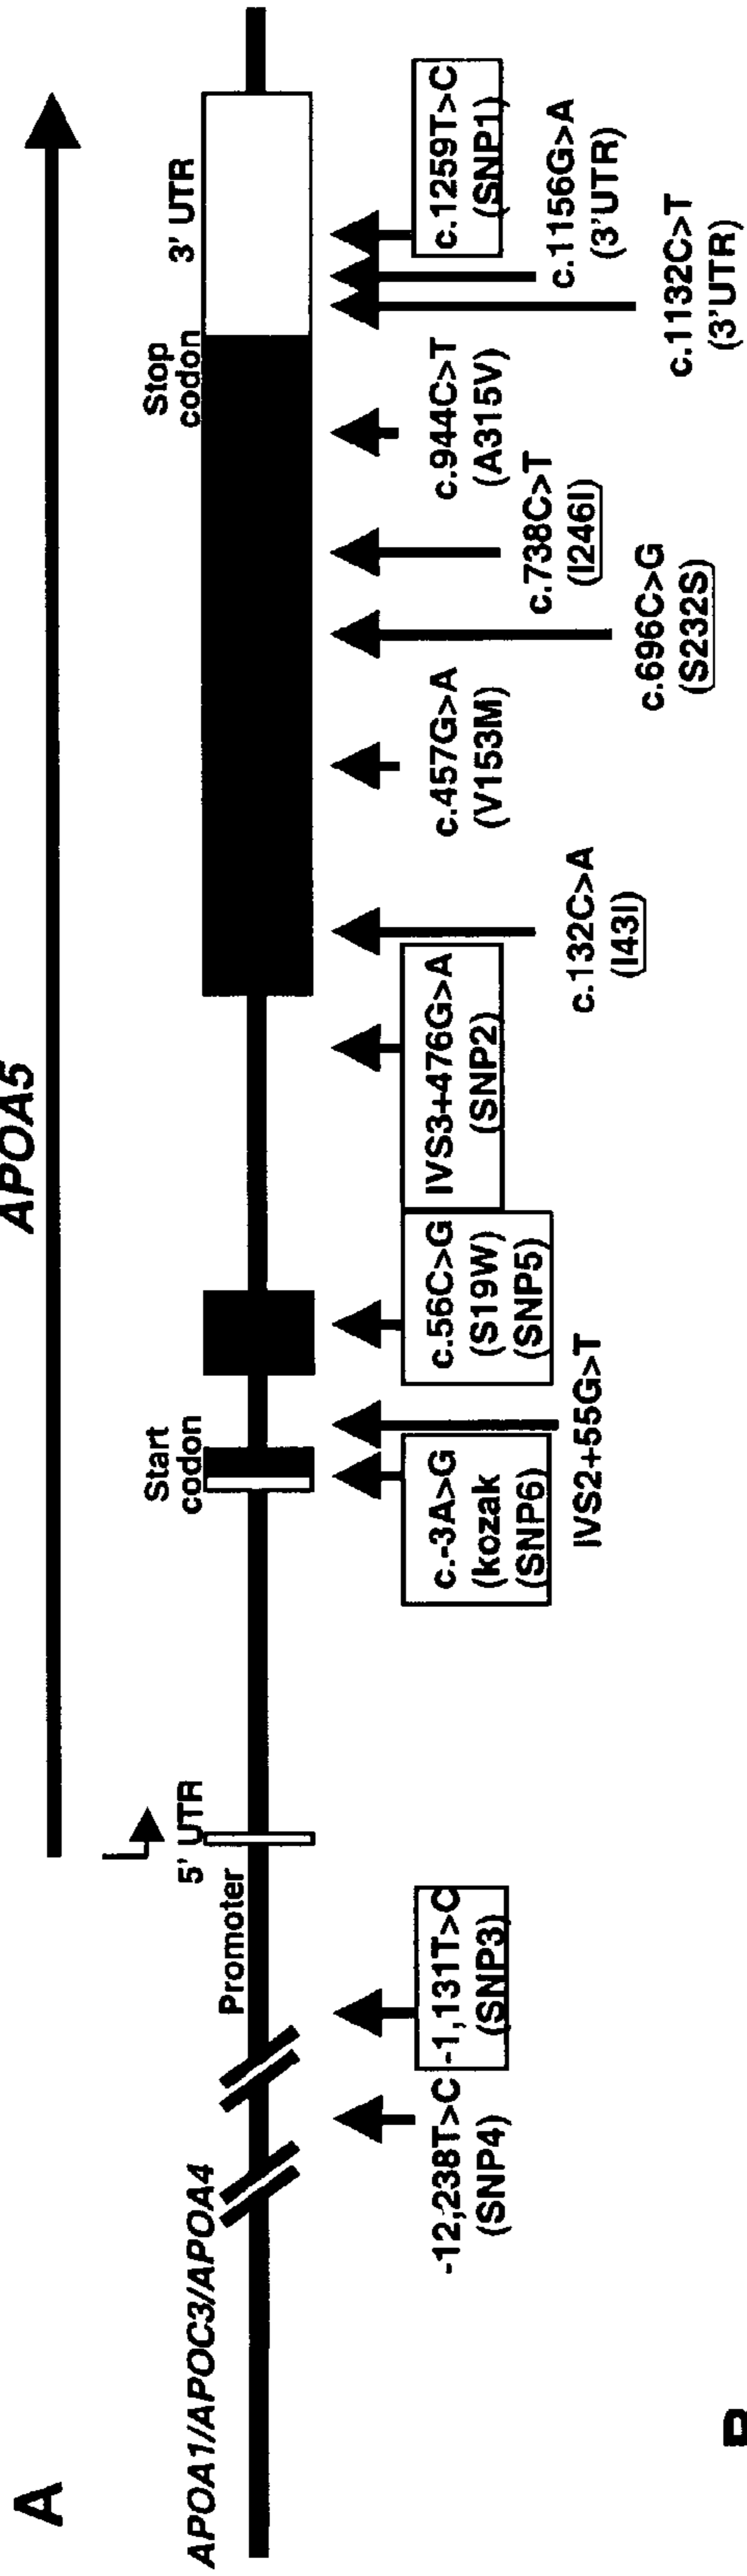 A
APOA5
APOA1/APOC3/APOA4
Promoter
5' UTR
Start
codon
Stop
codon
3' UTR
-12,238T>C
(SNP4)
-1,131T>C
(SNP3)
c.-3A>G
(kozak
(SNP6)
IVS2+55G>T
c.56C>G
(S19W)
(SNP5)
IVS3+476G>A
(SNP2)
c.132C>A
(I43I)
c.457G>A
(V153M)
c.696C>G
(S232S)
c.738C>T
(I246I)
c.944C>T
(A315V)
c.1132C>T
(3'UTR)
c.1156G>A
(3'UTR)
c.1259T>C
(SNP1)